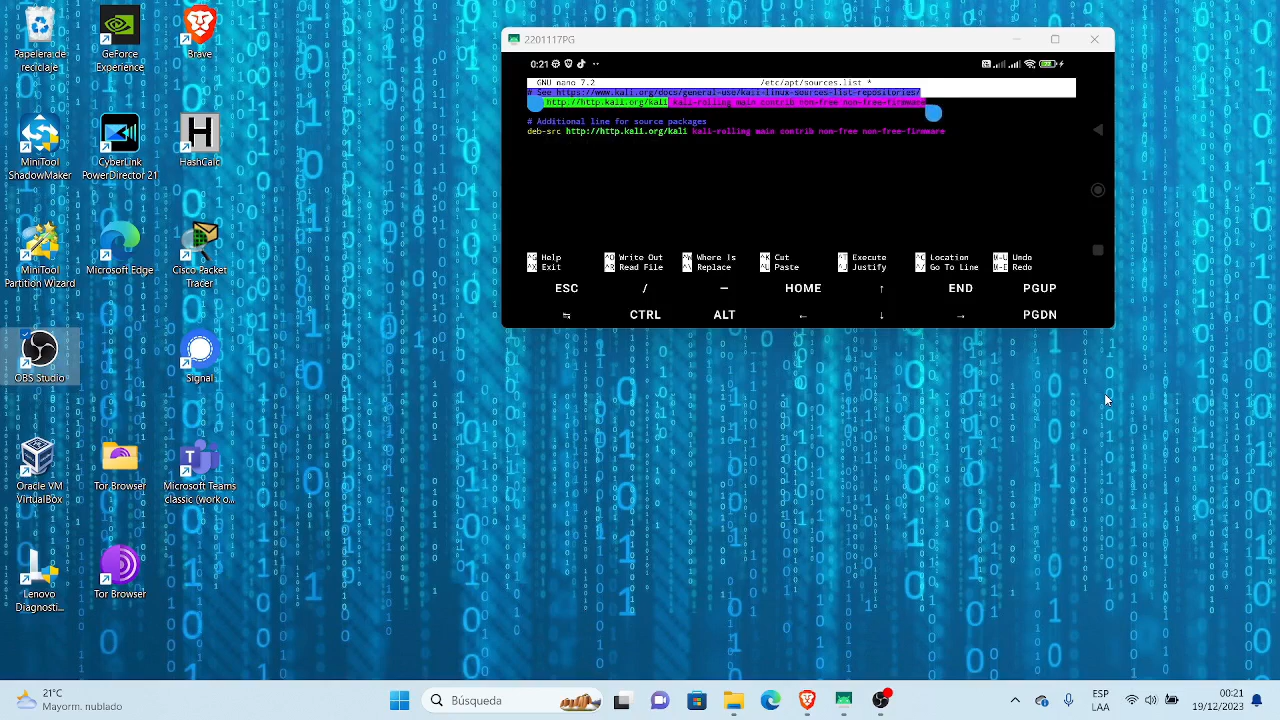 Papelera de
reciclaje
GeForce
Experience
Brave
MiniTool
ShadowMaker
CyberLink
PowerDirector 21
H
MiniTool
Partition Wizard
Microsoft Edge
Cisco Packet
Tracer
OBS Studio
Signal
Oracle VM
VirtualBox
Tor Browser
Microsoft Teams
classic (work o...
Lenovo
Diagnosti...
Tor Browser
2201117PG
0:21
GNU nano 7.2 /etc/apt/sources.list *
# See https://www.kali.org/docs/general-use/kali-linux-sources-list-repositories/
http://http.kali.org/kali kali-rolling main contrib non-free non-free-firmware
# Additional line for source packages
deb-src http://http.kali.org/kali kali-rolling main contrib non-free non-free-firmware
^G Help ^O Write Out ^W Where Is ^K Cut ^T Execute ^C Location M-U Undo
^X Exit ^R Read File ^\ Replace ^U Paste ^J Justify ^/ Go To Line M-E Redo
ESC / — HOME ↑ END PGUP
⇆ CTRL ALT ← ↓ → PGDN
21°C
Mayorm. nublado
Búsqueda
ESP
LAA
00:21
19/12/2023